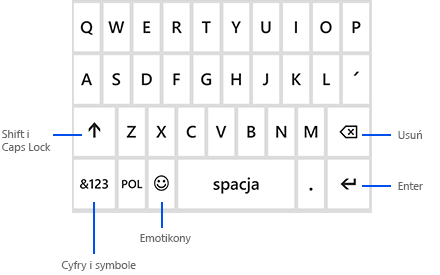 Q W E R T Y U I O P
A S D F G H J K L ´
Shift i
Caps Lock
Z X C V B N M
Usuń
&123 POL spacja .
Enter
Emotikony
Cyfry i symbole